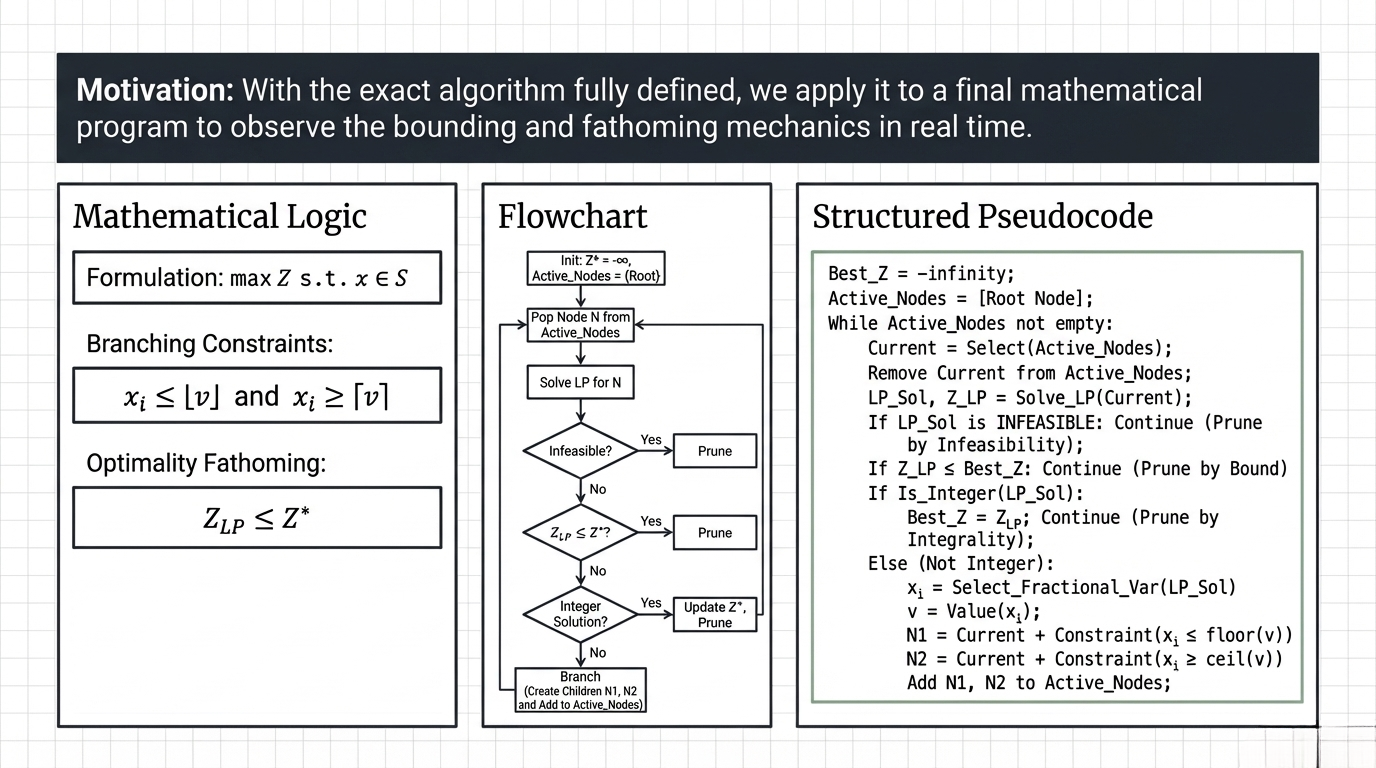 Motivation: With the exact algorithm fully defined, we apply it to a final mathematical
program to observe the bounding and fathoming mechanics in real time.
Mathematical Logic
Formulation: max Z s.t. x ∈ S
Branching Constraints:
xᵢ ≤ ⌊v⌋ and xᵢ ≥ ⌈v⌉
Optimality Fathoming:
Z_LP ≤ Z*
Flowchart
Init: Z* = -∞,
Active_Nodes = {Root}
Pop Node N from
Active_Nodes
Solve LP for N
Infeasible?
Yes
Prune
No
Z_LP ≤ Z*?
Yes
Prune
No
Integer
Solution?
Yes
Update Z*,
Prune
No
Branch
(Create Children N1, N2
and Add to Active_Nodes)
Structured Pseudocode
Best_Z = -infinity;
Active_Nodes = [Root Node];
While Active_Nodes not empty:
Current = Select(Active_Nodes);
Remove Current from Active_Nodes;
LP_Sol, Z_LP = Solve_LP(Current);
If LP_Sol is INFEASIBLE: Continue (Prune
by Infeasibility);
If Z_LP ≤ Best_Z: Continue (Prune by Bound)
If Is_Integer(LP_Sol):
Best_Z = Z_LP; Continue (Prune by
Integrality);
Else (Not Integer):
xᵢ = Select_Fractional_Var(LP_Sol)
v = Value(xᵢ);
N1 = Current + Constraint(xᵢ ≤ floor(v))
N2 = Current + Constraint(xᵢ ≥ ceil(v))
Add N1, N2 to Active_Nodes;